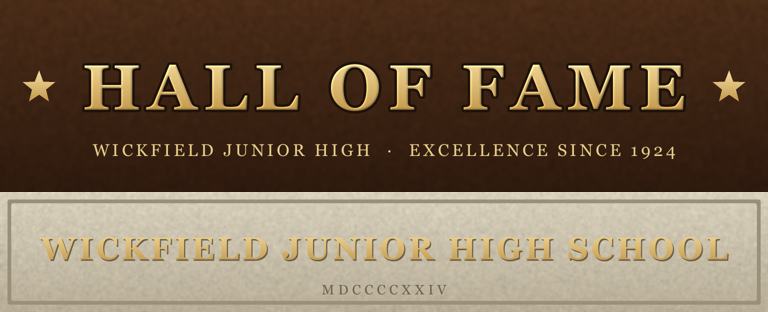 HALL OF FAME
WICKFIELD JUNIOR HIGH · EXCELLENCE SINCE 1924
WICKFIELD JUNIOR HIGH SCHOOL
MDCCCCXXIV